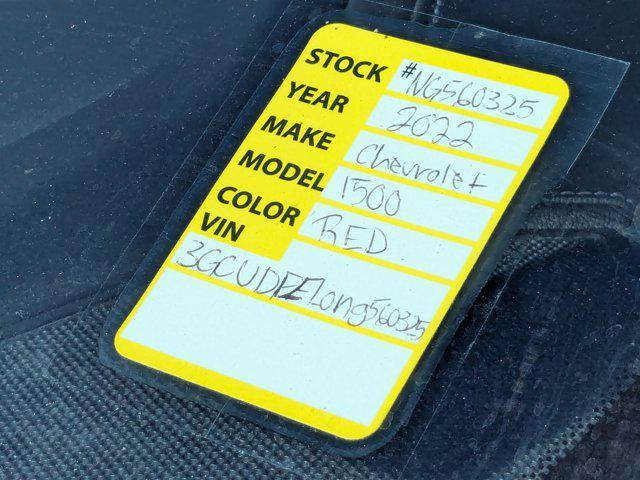 STOCK #NG560325
YEAR 2022
MAKE Chevrolet
MODEL 1500
COLOR RED
VIN